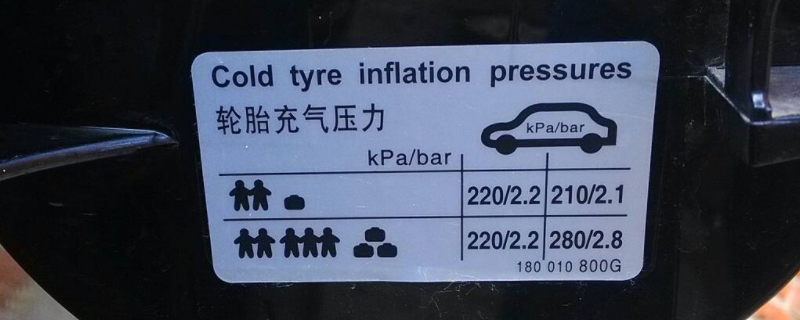 Cold tyre inflation pressures
轮胎充气压力
kPa/bar
kPa/bar
220/2.2 210/2.1
220/2.2 280/2.8
180 010 800G